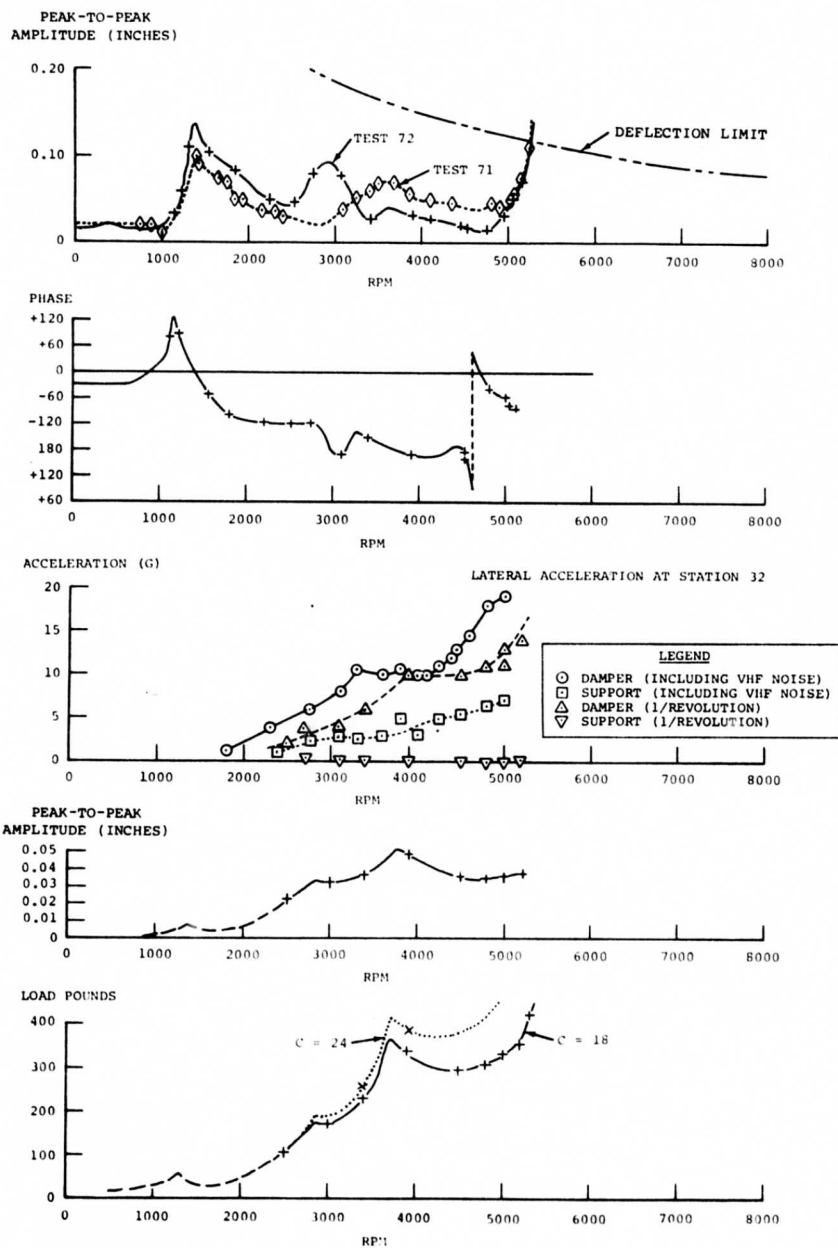 PEAK-TO-PEAK
AMPLITUDE (INCHES)
0.20
0.10
0
TEST 72
TEST 71
DEFLECTION LIMIT
0 1000 2000 3000 4000 5000 6000 7000 8000
RPM
PHASE
+120
+60
0
-60
-120
180
+120
+60
0 1000 2000 3000 4000 5000 6000 7000 8000
RPM
ACCELERATION (G)
LATERAL ACCELERATION AT STATION 32
20
15
10
5
0
LEGEND
DAMPER (INCLUDING VHF NOISE)
SUPPORT (INCLUDING VHF NOISE)
DAMPER (1/REVOLUTION)
SUPPORT (1/REVOLUTION)
0 1000 2000 3000 4000 5000 6000 7000 8000
RPM
PEAK-TO-PEAK
AMPLITUDE (INCHES)
0.05
0.04
0.03
0.02
0.01
0
0 1000 2000 3000 4000 5000 6000 7000 8000
LOAD POUNDS
400
300
200
100
0
C = 24
C = 18
0 1000 2000 3000 4000 5000 6000 7000 8000
RPM